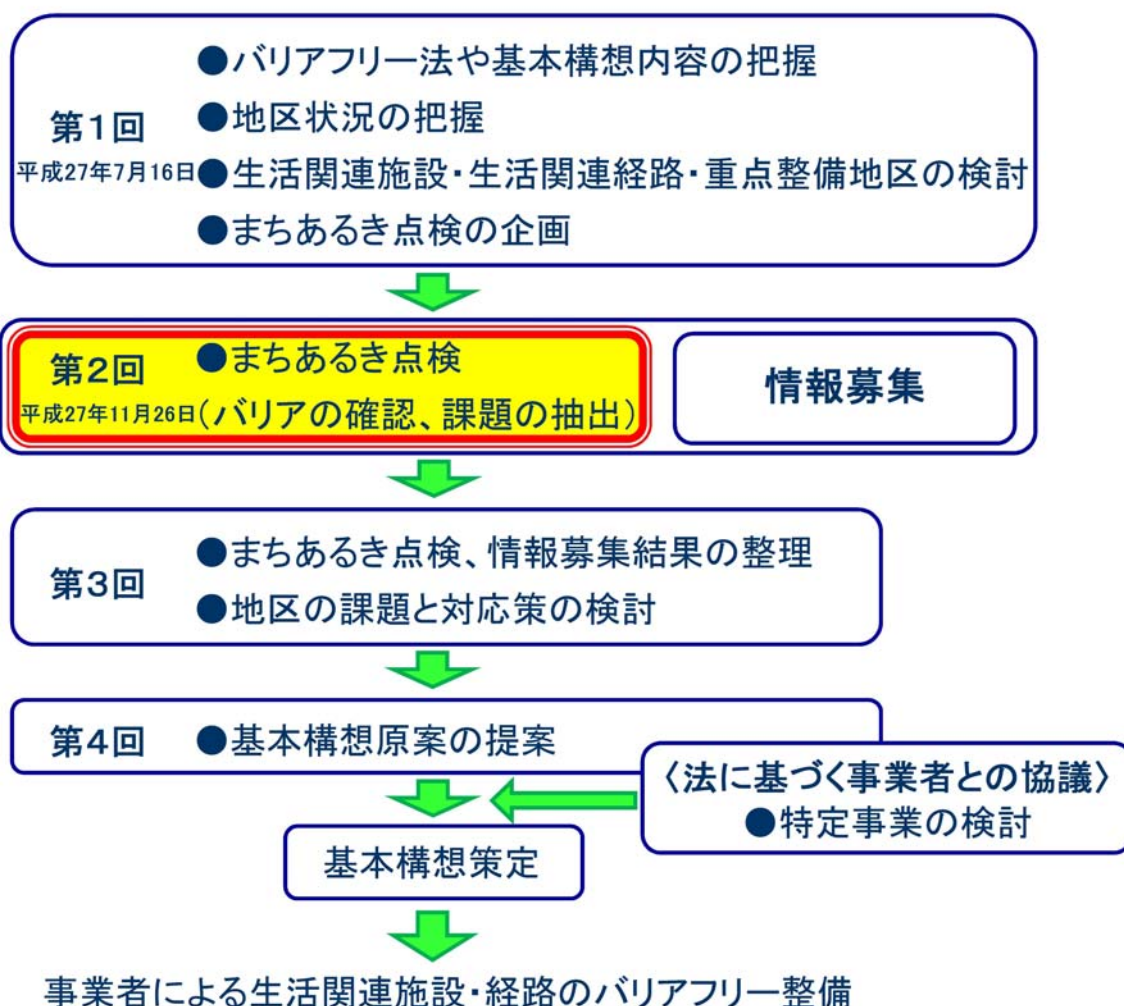 ●バリアフリー法や基本構想内容の把握
第1回
●地区状況の把握
平成27年7月16日
●生活関連施設・生活関連経路・重点整備地区の検討
●まちあるき点検の企画
第2回
●まちあるき点検
平成27年11月26日
(バリアの確認、課題の抽出)
情報募集
第3回
●まちあるき点検、情報募集結果の整理
●地区の課題と対応策の検討
第4回
●基本構想原案の提案
〈法に基づく事業者との協議〉
●特定事業の検討
基本構想策定
事業者による生活関連施設・経路のバリアフリー整備